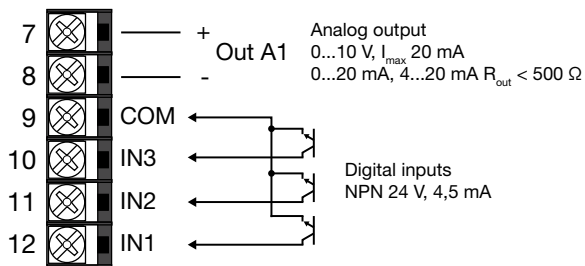 7 + Out A1 Analog output
0...10 V, Imax 20 mA
8 - 0...20 mA, 4...20 mA Rout < 500 Ω
9 COM
10 IN3
Digital inputs
11 IN2 NPN 24 V, 4,5 mA
12 IN1